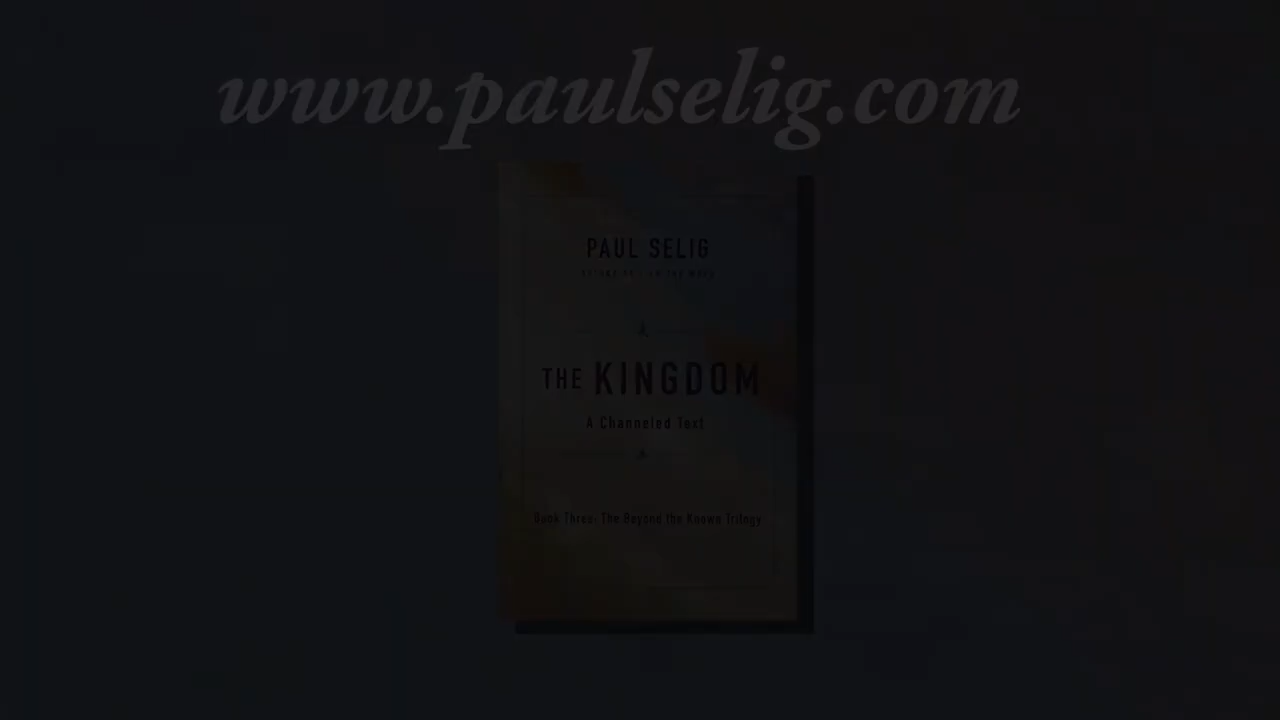 www.paulselig.com
PAUL SELIG
THE KINGDOM
A Channeled Text
Book Three: The Beyond the Known Trilogy